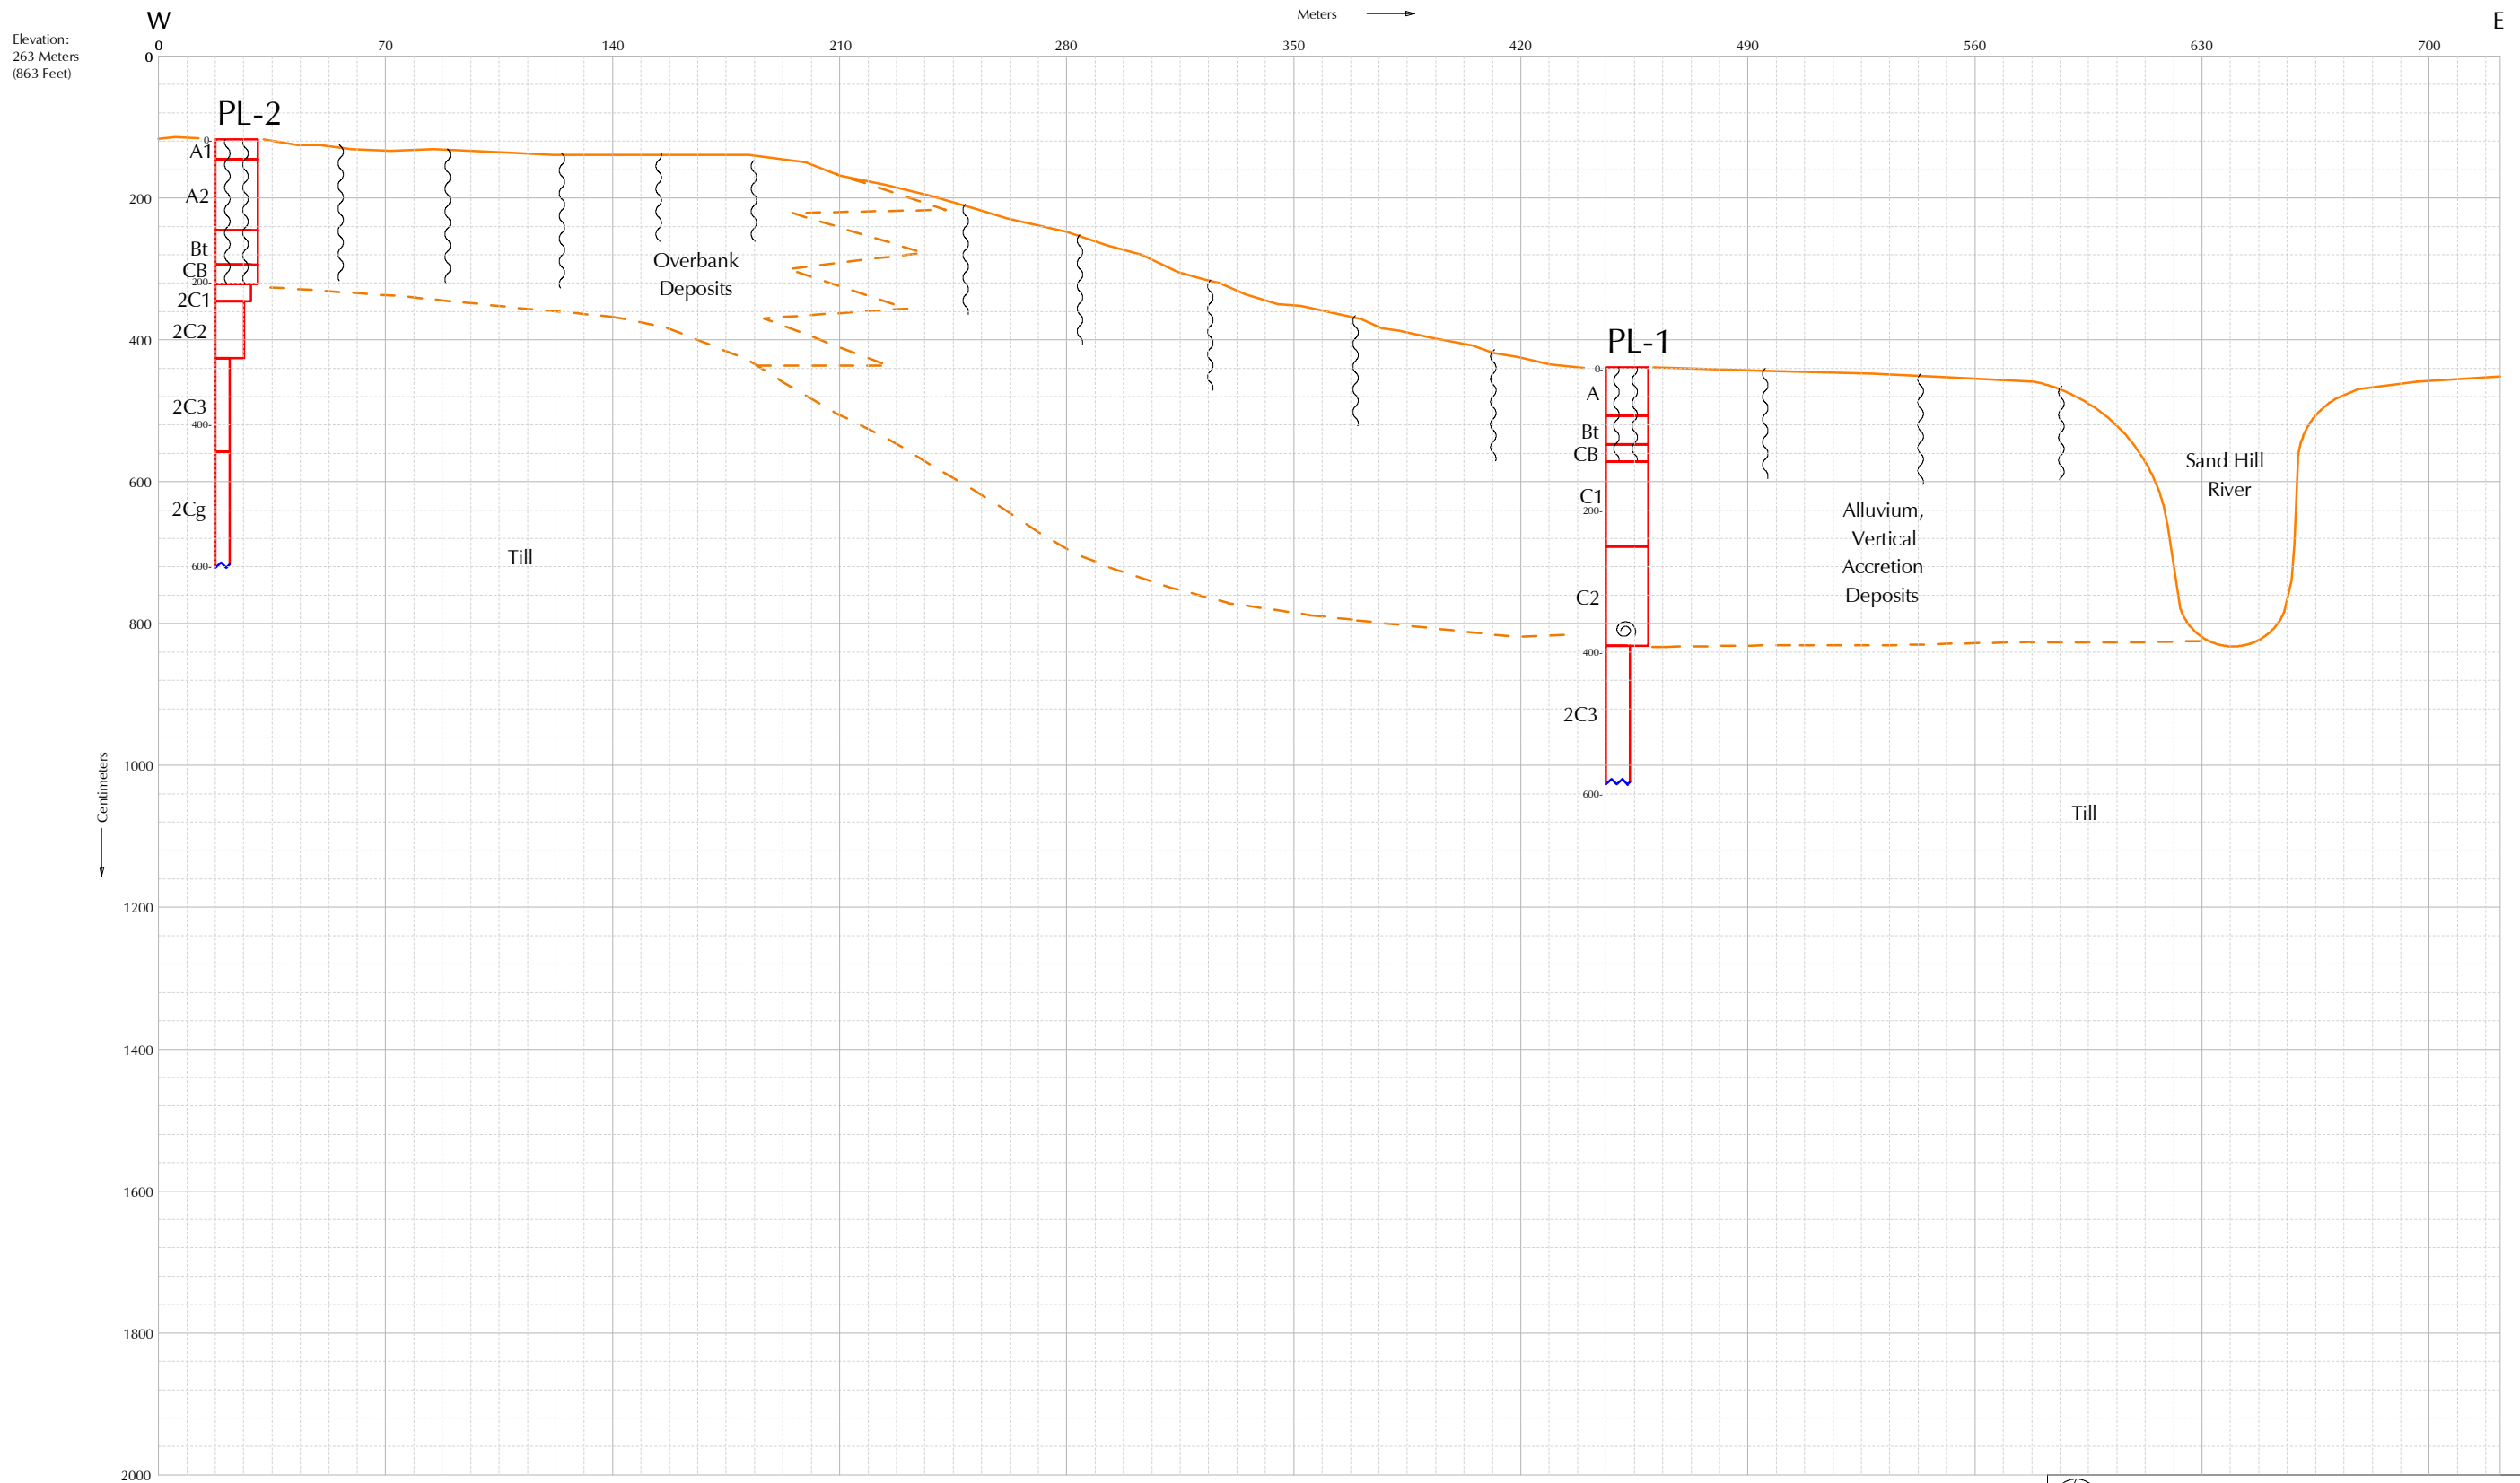 W
Meters
E
Elevation:
263 Meters
(863 Feet)
0 70 140 210 280 350 420 490 560 630 700
0
PL-2
0-
A1
A2
200
Bt
CB
200-
2C1
2C2
Overbank
Deposits
400
PL-1
0-
A
2C3
400-
Bt
CB
Sand Hill
River
600
2Cg
C1
200-
Alluvium,
Vertical
Accretion
Deposits
Till
600-
C2
800
400-
2C3
1000
Centimeters
600-
Till
1200
1400
1600
1800
2000